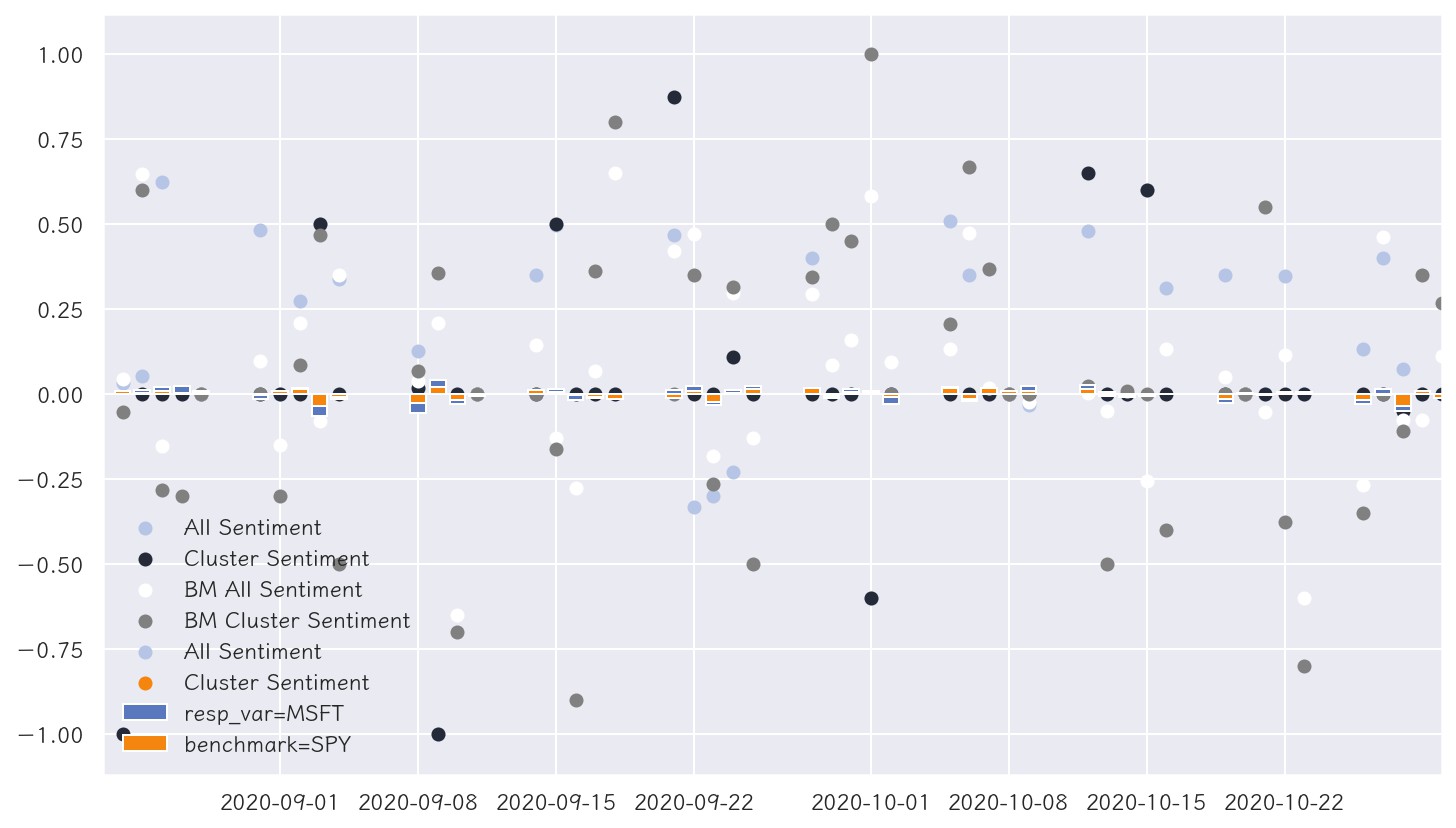 1.00
0.75
0.50
0.25
0.00
−0.25
−0.50
−0.75
−1.00
All Sentiment
Cluster Sentiment
BM All Sentiment
BM Cluster Sentiment
All Sentiment
Cluster Sentiment
resp_var=MSFT
benchmark=SPY
2020-09-01 2020-09-08 2020-09-15 2020-09-22 2020-10-01 2020-10-08 2020-10-15 2020-10-22